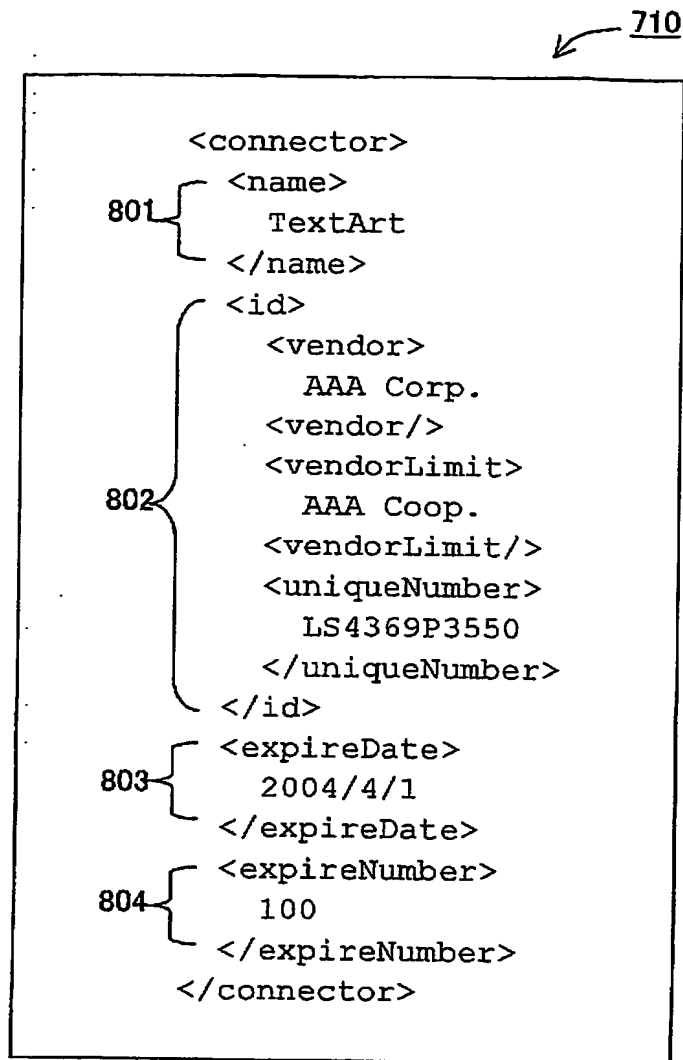 710
<connector>
801
<name>
TextArt
</name>
802
<id>
<vendor>
AAA Corp.
<vendor/>
<vendorLimit>
AAA Coop.
<vendorLimit/>
<uniqueNumber>
LS4369P3550
</uniqueNumber>
</id>
803
<expireDate>
2004/4/1
</expireDate>
804
<expireNumber>
100
</expireNumber>
</connector>